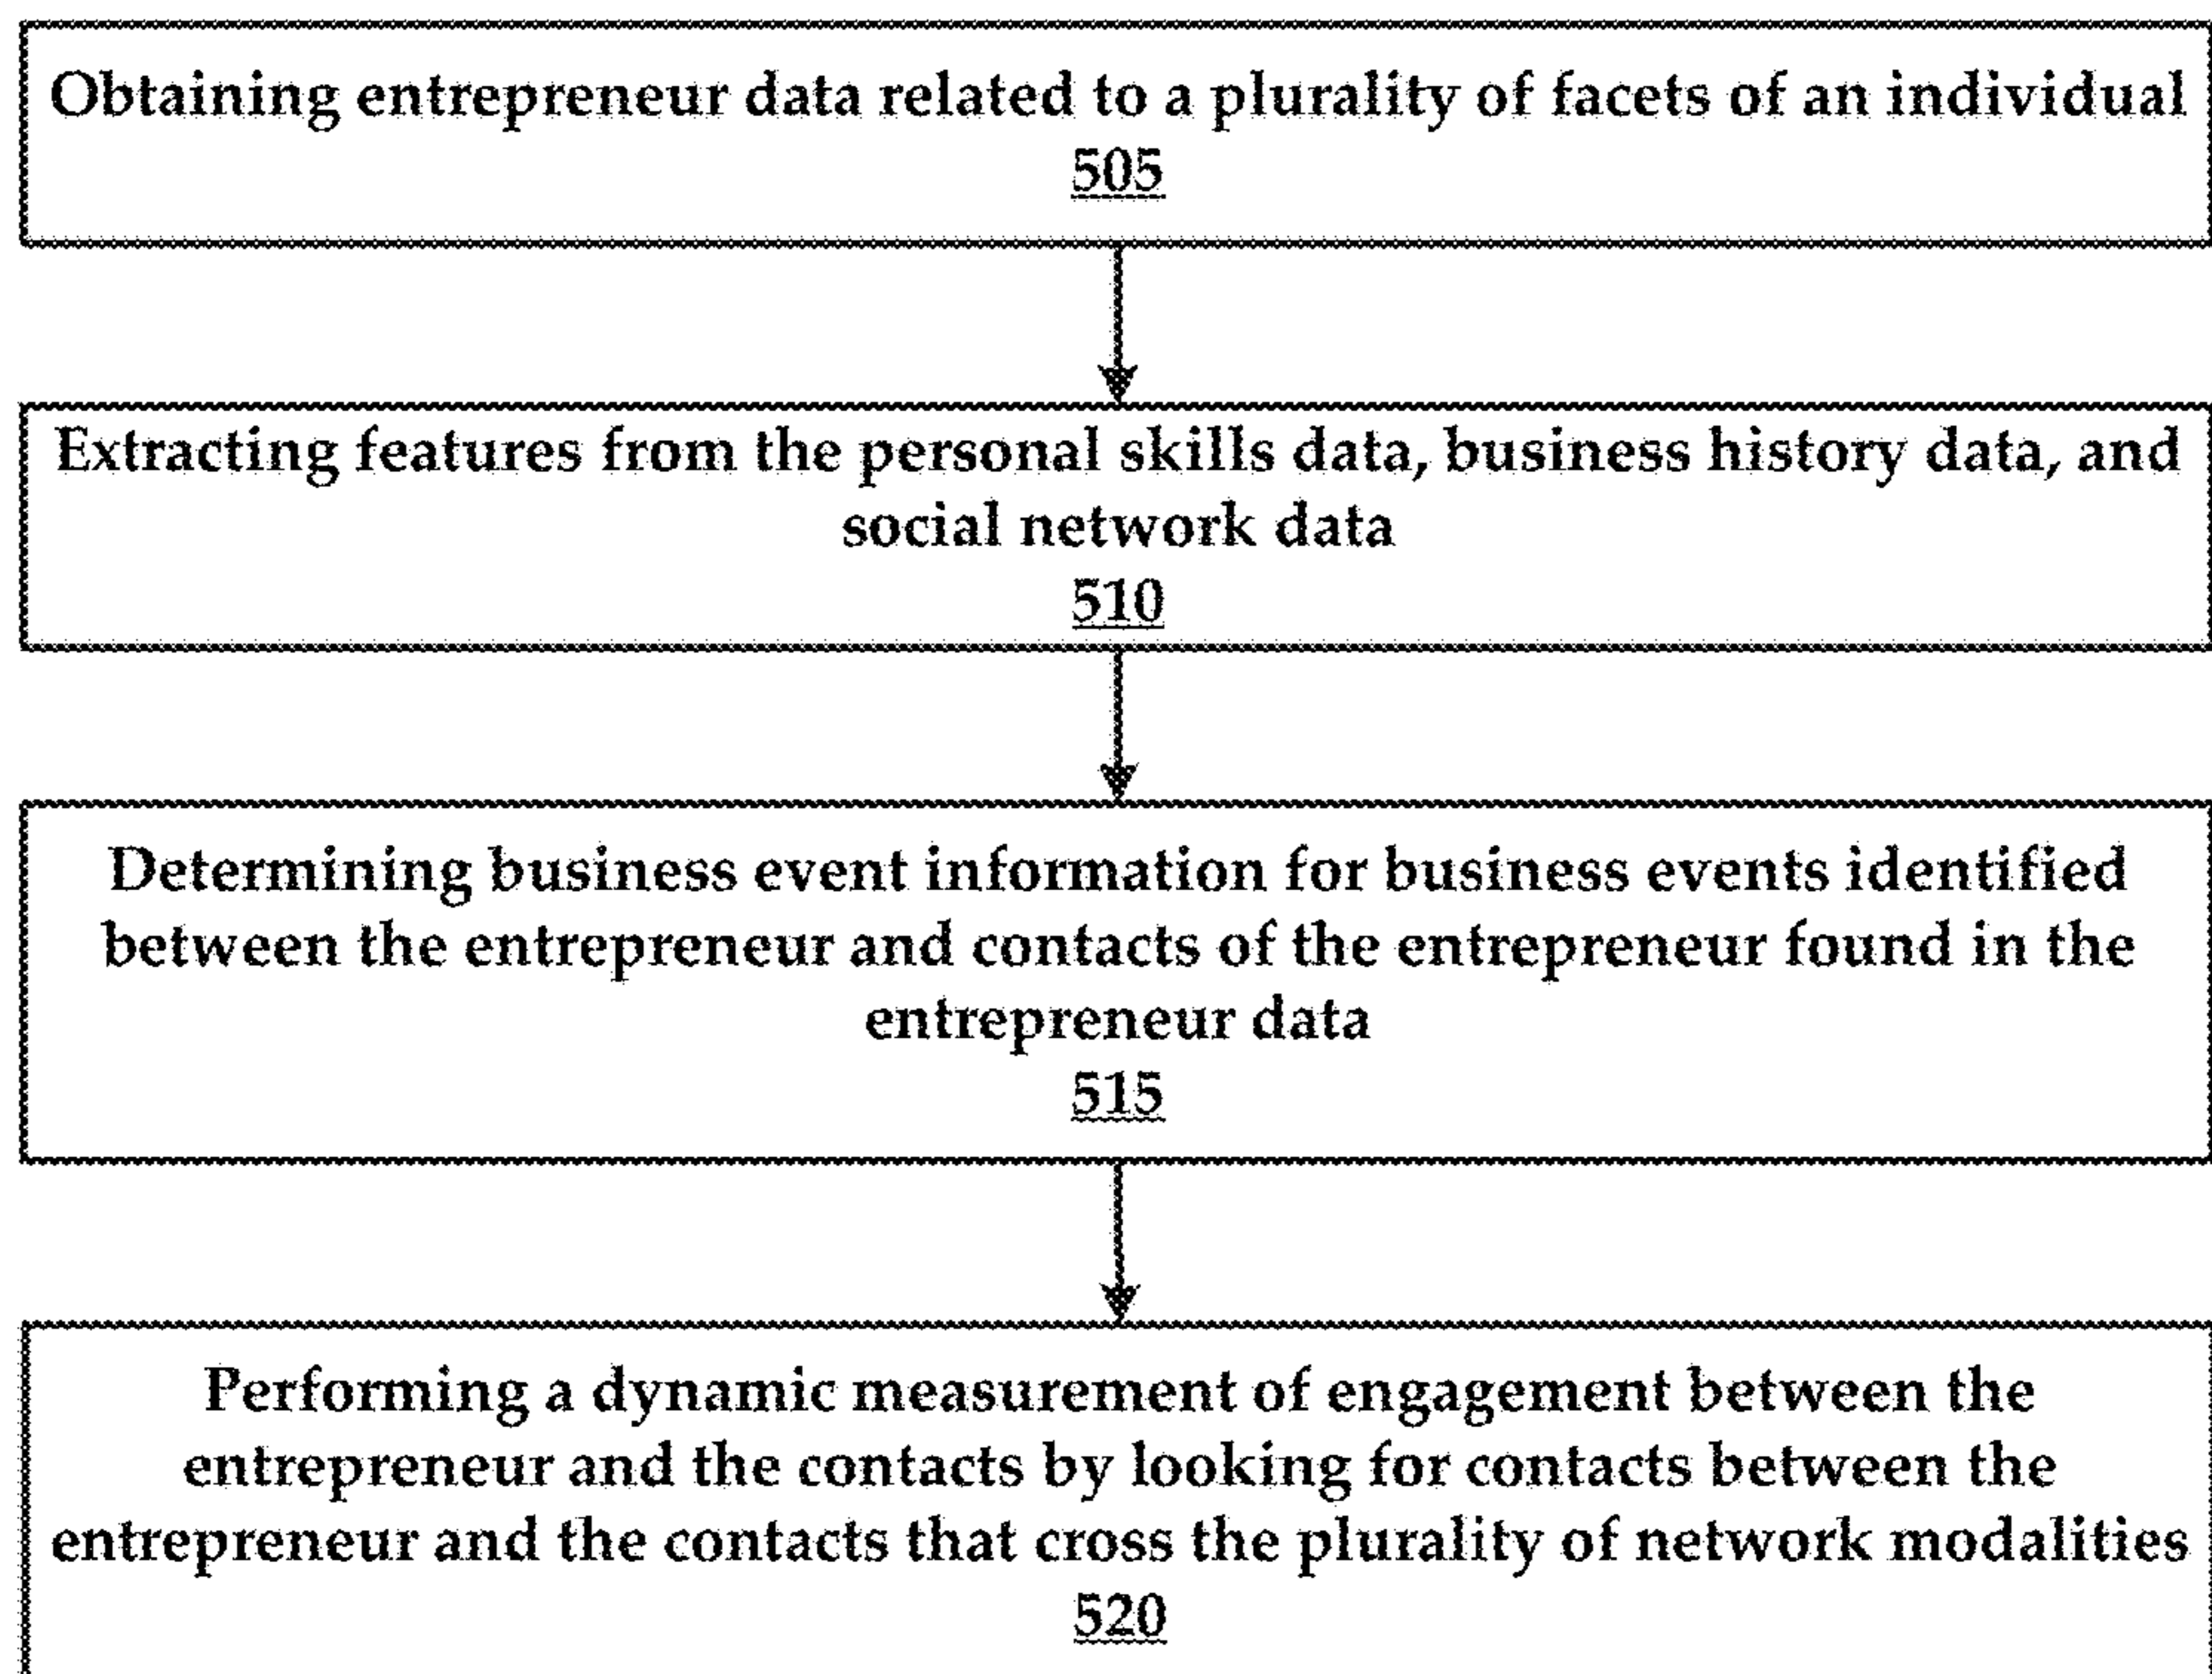 Obtaining entrepreneur data related to a plurality of facets of an individual
505
Extracting features from the personal skills data, business history data, and
social network data
510
Determining business event information for business events identified
between the entrepreneur and contacts of the entrepreneur found in the
entrepreneur data
515
Performing a dynamic measurement of engagement between the
entrepreneur and the contacts by looking for contacts between the
entrepreneur and the contacts that cross the plurality of network modalities
520